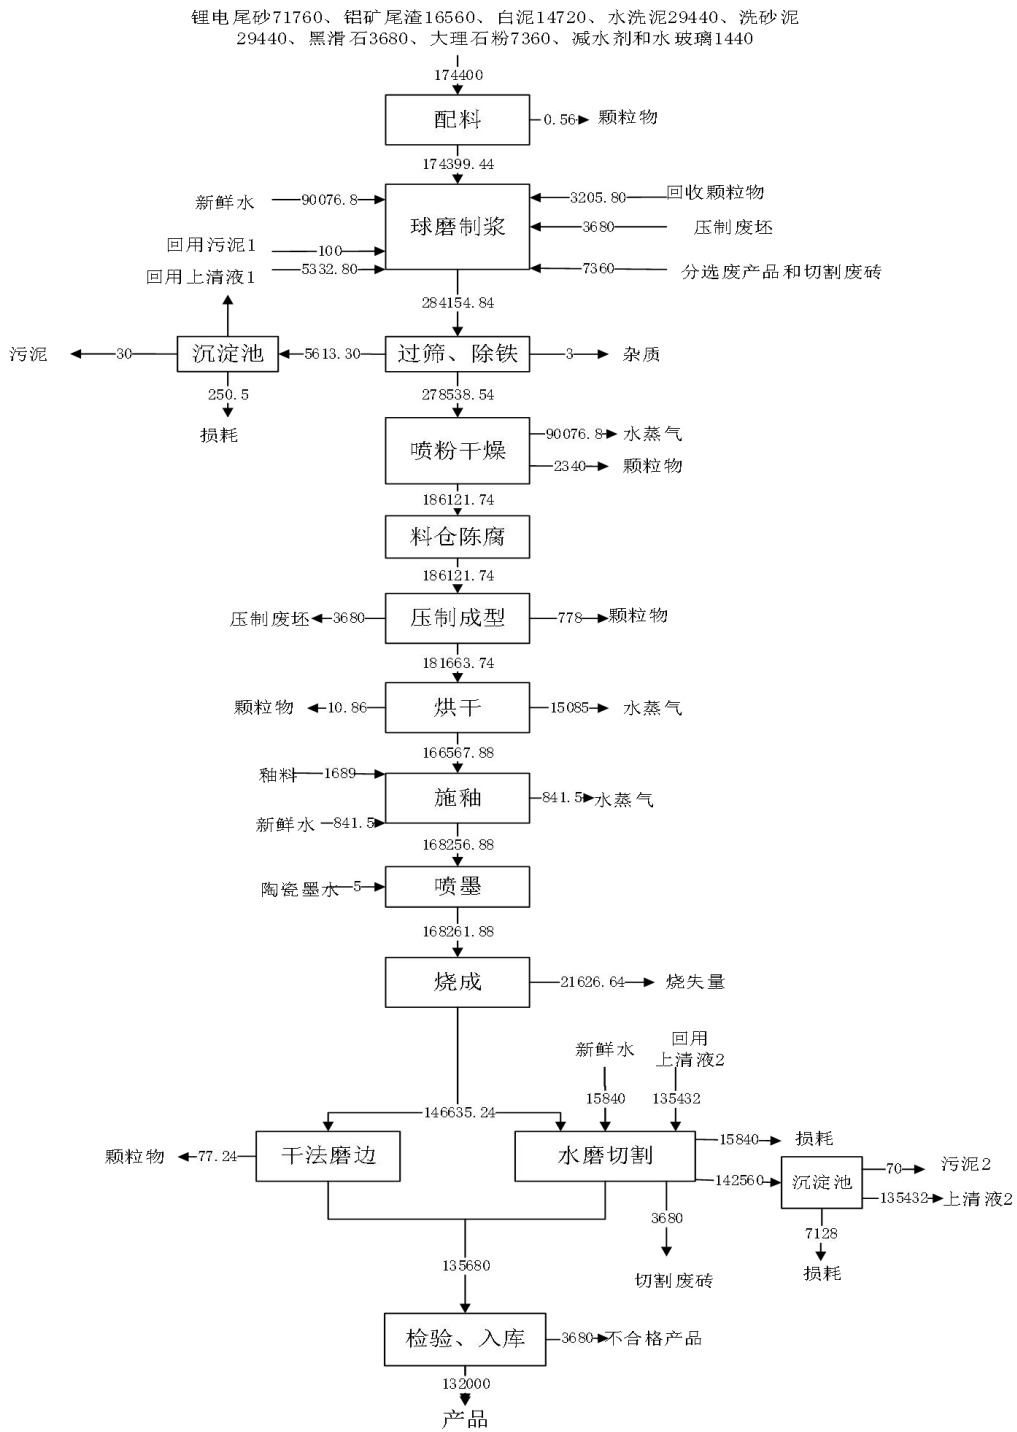 锂电尾砂71760、铝矿尾渣16560、白泥14720、水洗泥29440、洗砂泥
29440、黑滑石3680、大理石粉7360、减水剂和水玻璃1440
174400
配料
0.56
颗粒物
174399.44
新鲜水
90076.8
球磨制浆
3205.80
回收颗粒物
3680
压制废坯
回用污泥1
100
回用上清液1
5332.80
7360
分选废产品和切割废砖
284154.84
污泥
30
沉淀池
5613.30
过筛、除铁
3
杂质
250.5
损耗
278538.54
喷粉干燥
90076.8
水蒸气
2340
颗粒物
186121.74
料仓陈腐
186121.74
压制废坯
3680
压制成型
778
颗粒物
181663.74
颗粒物
10.86
烘干
15085
水蒸气
166567.88
釉料
1689
施釉
841.5
水蒸气
新鲜水
841.5
168256.88
陶瓷墨水
5
喷墨
168261.88
烧成
21626.64
烧失量
新鲜水
回用
上清液2
15840
135432
146635.24
颗粒物
77.24
干法磨边
水磨切割
15840
损耗
142560
沉淀池
70
污泥2
135432
上清液2
3680
切割废砖
7128
损耗
135680
检验、入库
3680
不合格产品
132000
产品